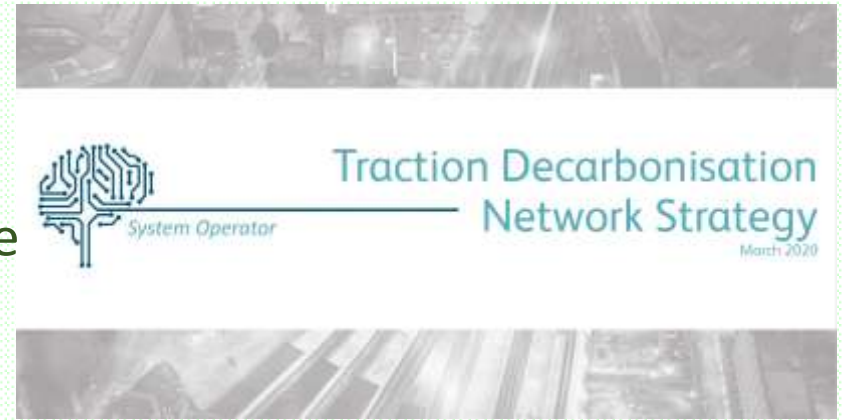 Traction Decarbonisation
Network Strategy
March 2020
System Operator
e